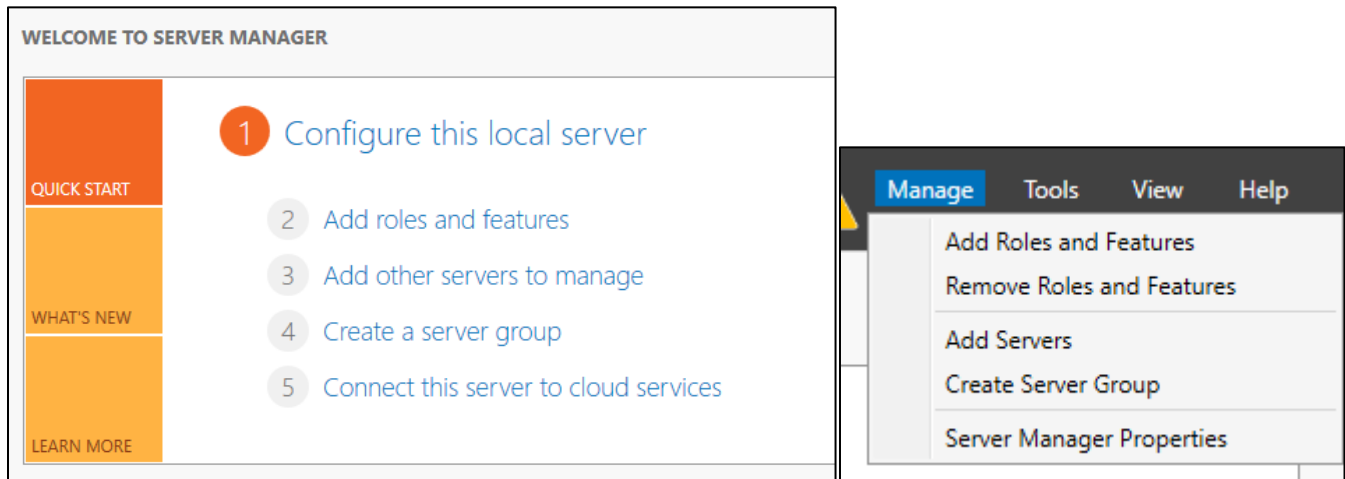 WELCOME TO SERVER MANAGER
QUICK START
WHAT'S NEW
LEARN MORE
1 Configure this local server
2 Add roles and features
3 Add other servers to manage
4 Create a server group
5 Connect this server to cloud services
Manage Tools View Help
Add Roles and Features
Remove Roles and Features
Add Servers
Create Server Group
Server Manager Properties